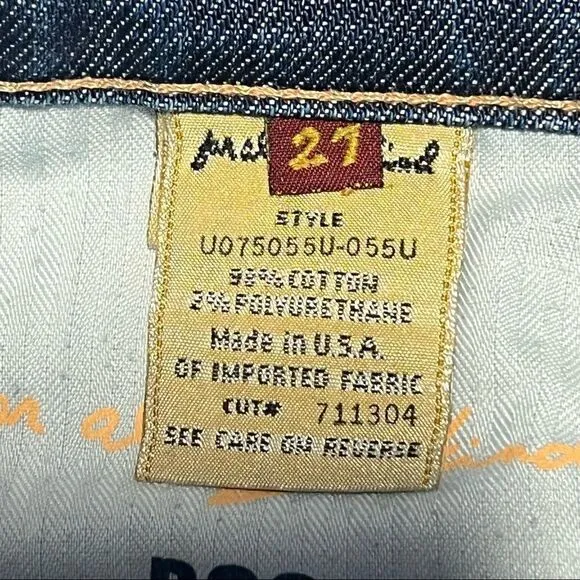 27
STYLE
U075055U-055U
98% COTTON
2% POLYURETHANE
Made in U.S.A.
OF IMPORTED FABRIC
CUT# 711304
SEE CARE ON REVERSE